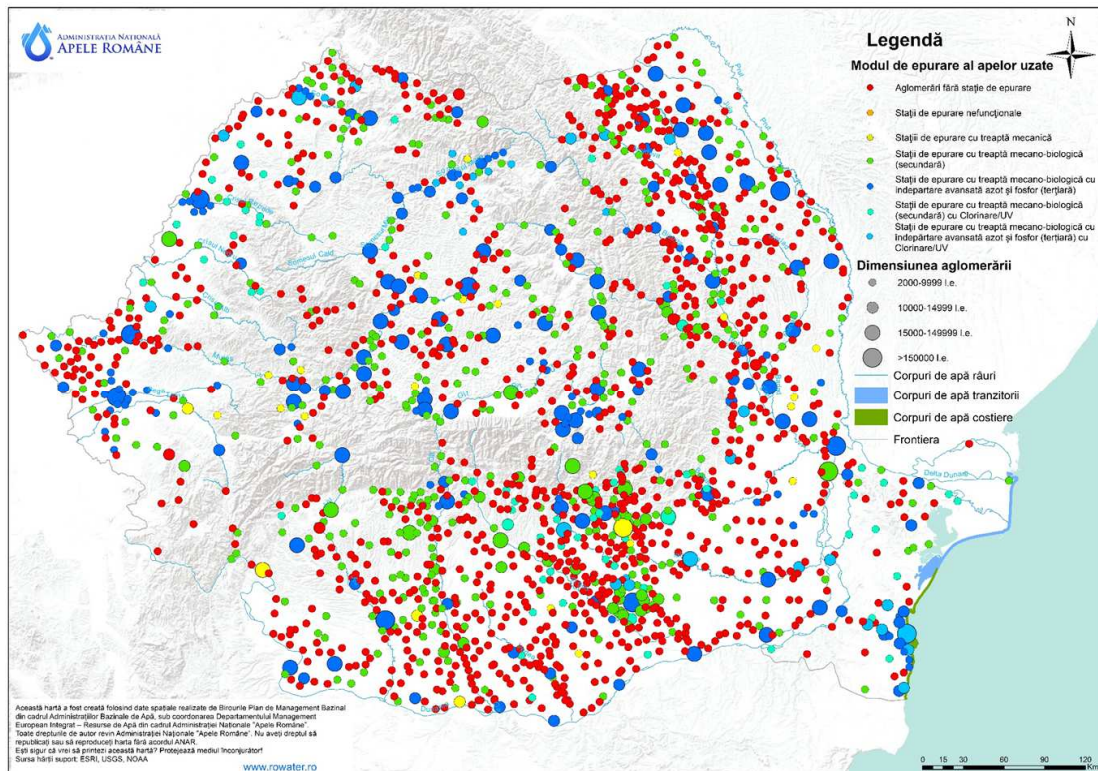 ADMINISTRAȚIA NAȚIONALĂ
APELE ROMÂNE
N
Legendă
Modul de epurare al apelor uzate
Aglomerări fără stație de epurare
Stații de epurare nefuncționale
Stații de epurare cu treaptă mecanică
Stații de epurare cu treaptă mecano-biologică
(secundară)
Stații de epurare cu treaptă mecano-biologică cu
îndepartare avansată azot și fosfor (terțiară)
Stații de epurare cu treaptă mecano-biologică
(secundară) cu Clorinare/UV
Stații de epurare cu treaptă mecano-biologică cu
îndepărtare avansată azot și fosfor (terțiară) cu
Clorinare/UV
Dimensiunea aglomerării
2000-9999 l.e.
10000-14999 l.e.
15000-149999 l.e.
>150000 l.e.
Corpuri de apă râuri
Corpuri de apă tranzitorii
Corpuri de apă costiere
Frontiera
Prut
Prut
Someșul Cald
Olt
Delta Dunării
Această hartă a fost creată folosind date spațiale realizate de Birourile Plan de Management Bazinal
din cadrul Administrațiilor Bazinale de Apă, sub coordonarea Departamentului Management
European Integrat – Resurse de Apă din cadrul Administrației Naționale "Apele Române".
Toate drepturile de autor revin Administrației Naționale "Apele Române". Nu aveți dreptul să
republicați sau să reproduceți harta fără acordul ANAR.
Ești sigur că vrei să printezi această hartă? Protejează mediul înconjurător!
Sursa hărții suport: ESRI, USGS, NOAA
www.rowater.ro
0 15 30 60 90 120
Km